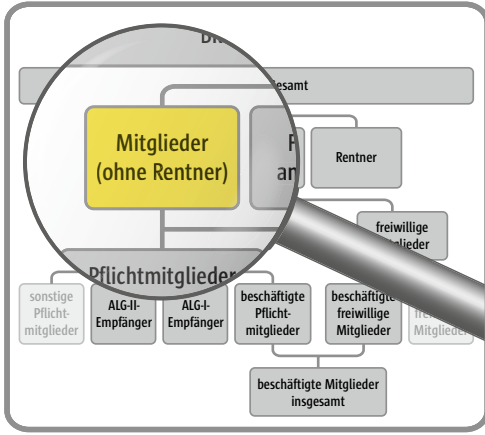 esamt
Mitglieder
(ohne Rentner)
Rentner
freiwillige
Pflichtmitglieder
sonstige
Pflicht-
mitglieder
ALG-II-
Empfänger
ALG-I-
Empfänger
beschäftigte
Pflicht-
mitglieder
beschäftigte
freiwillige
Mitglieder
Mitglieder
beschäftigte Mitglieder
insgesamt